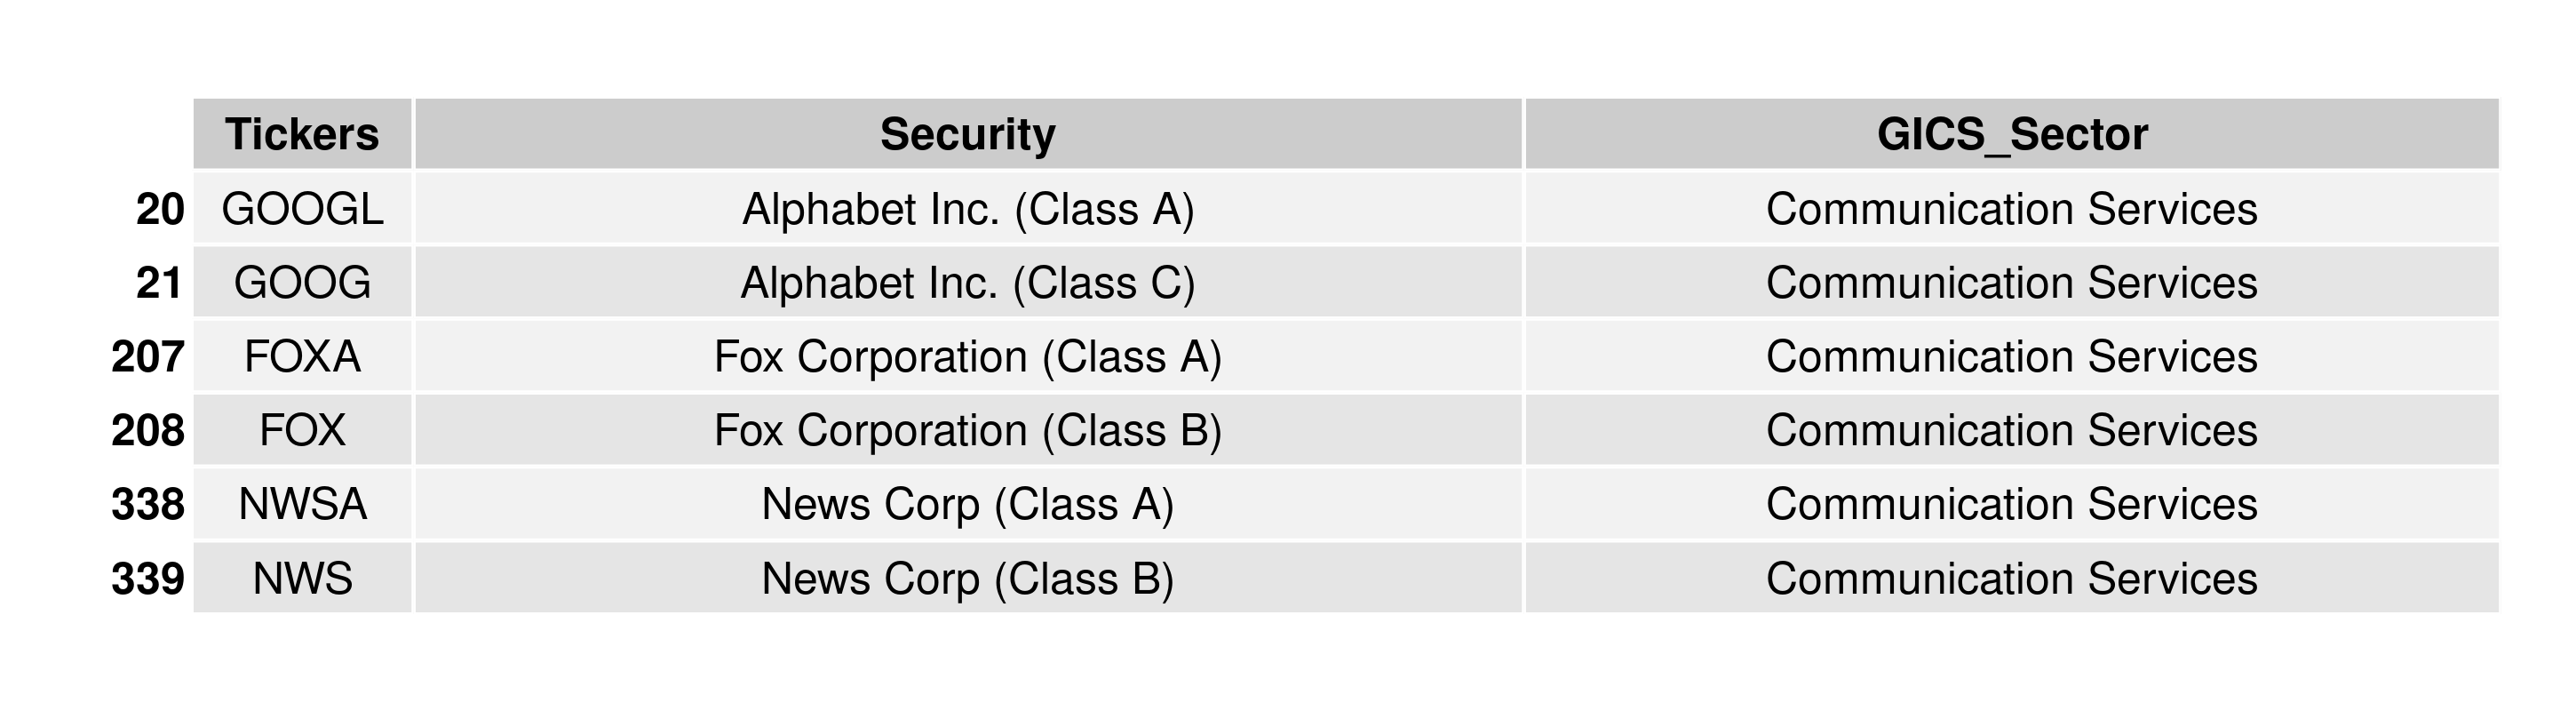 Tickers Security GICS_Sector
20 GOOGL Alphabet Inc. (Class A) Communication Services
21 GOOG Alphabet Inc. (Class C) Communication Services
207 FOXA Fox Corporation (Class A) Communication Services
208 FOX Fox Corporation (Class B) Communication Services
338 NWSA News Corp (Class A) Communication Services
339 NWS News Corp (Class B) Communication Services